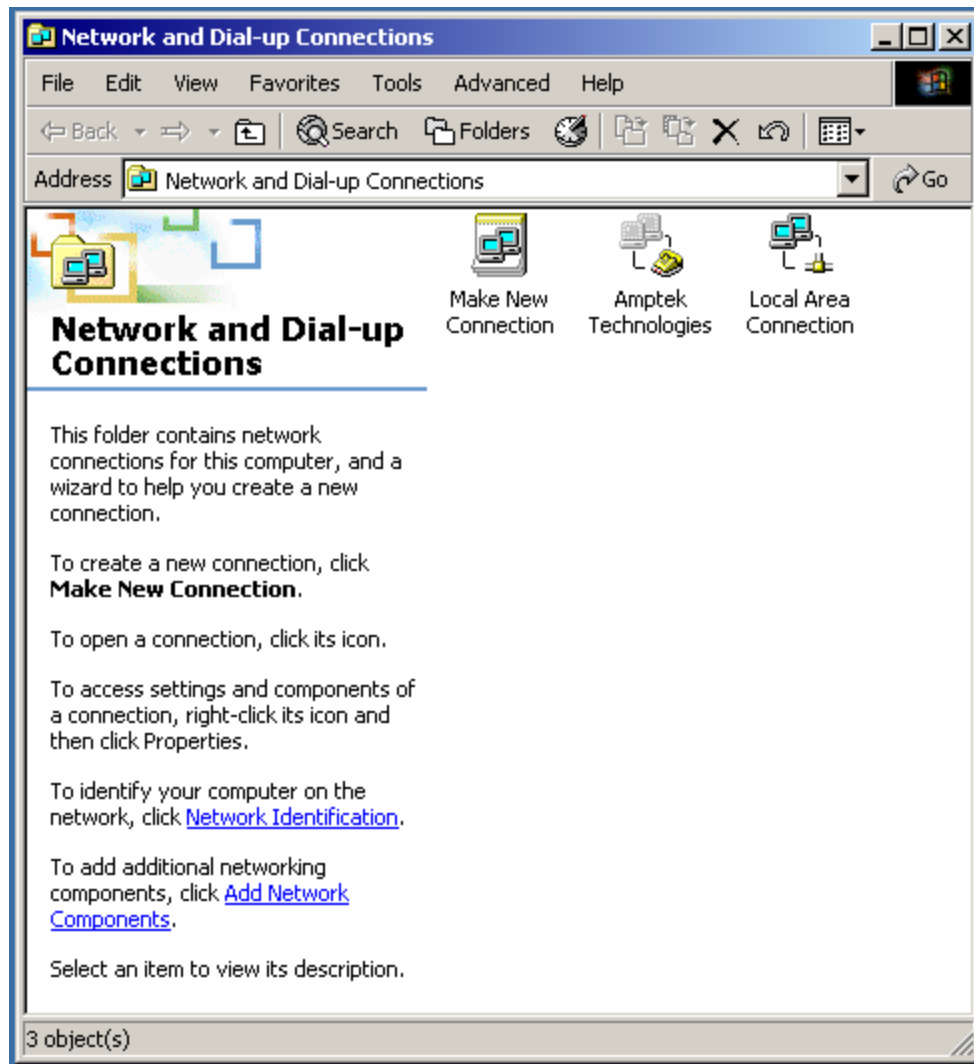 Network and Dial-up Connections
File Edit View Favorites Tools Advanced Help
Back Search Folders
Address Network and Dial-up Connections Go
Make New Connection
Amptek Technologies
Local Area Connection
Network and Dial-up
Connections
This folder contains network
connections for this computer, and a
wizard to help you create a new
connection.
To create a new connection, click
Make New Connection.
To open a connection, click its icon.
To access settings and components of
a connection, right-click its icon and
then click Properties.
To identify your computer on the
network, click Network Identification.
To add additional networking
components, click Add Network
Components.
Select an item to view its description.
3 object(s)